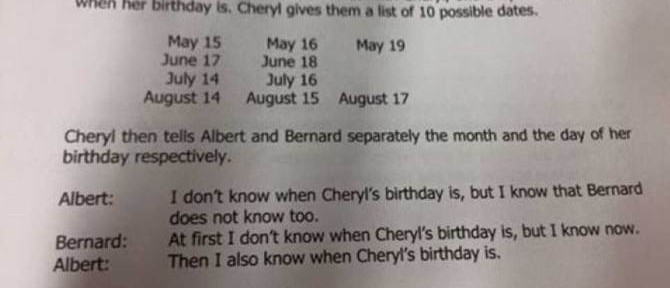 when her birthday is. Cheryl gives them a list of 10 possible dates.
May 15 May 16 May 19
June 17 June 18
July 14 July 16
August 14 August 15 August 17
Cheryl then tells Albert and Bernard separately the month and the day of her
birthday respectively.
Albert: I don't know when Cheryl's birthday is, but I know that Bernard
does not know too.
Bernard: At first I don't know when Cheryl's birthday is, but I know now.
Albert: Then I also know when Cheryl's birthday is.